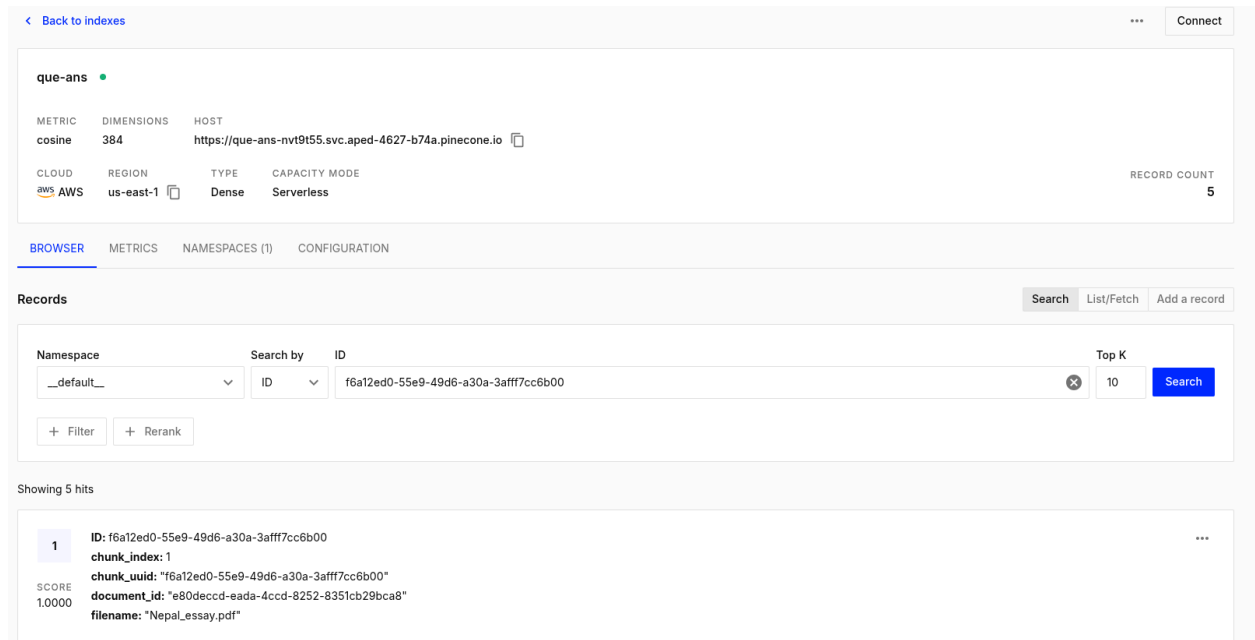 Back to indexes
Connect
que-ans
METRIC DIMENSIONS HOST
cosine 384 https://que-ans-nvt9t55.svc.aped-4627-b74a.pinecone.io
CLOUD REGION TYPE CAPACITY MODE RECORD COUNT
aws AWS us-east-1 Dense Serverless 5
BROWSER METRICS NAMESPACES (1) CONFIGURATION
Records Search List/Fetch Add a record
Namespace Search by ID Top K
__default__ ID f6a12ed0-55e9-49d6-a30a-3afff7cc6b00 10 Search
+ Filter + Rerank
Showing 5 hits
1 ID: f6a12ed0-55e9-49d6-a30a-3afff7cc6b00
chunk_index: 1
chunk_uuid: "f6a12ed0-55e9-49d6-a30a-3afff7cc6b00"
SCORE document_id: "e80deccd-eada-4ccd-8252-8351cb29bca8"
1.0000 filename: "Nepal_essay.pdf"